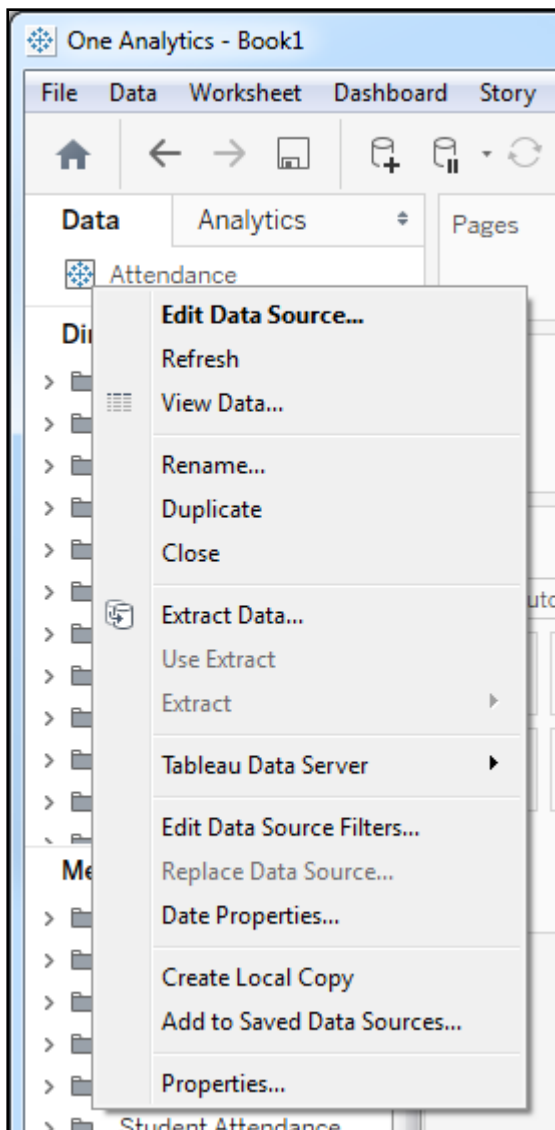 One Analytics - Book1
File Data Worksheet Dashboard Story
Data Analytics Pages
Attendance
Edit Data Source...
Refresh
View Data...
Rename...
Duplicate
Close
Extract Data...
Use Extract
Extract
Tableau Data Server
Edit Data Source Filters...
Replace Data Source...
Date Properties...
Create Local Copy
Add to Saved Data Sources...
Properties...
Student Attendance